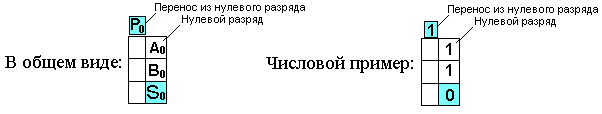 Перенос из нулевого разряда
Нулевой разряд
P₀
A₀
В общем виде:
B₀
S₀
Перенос из нулевого разряда
Нулевой разряд
1
1
Числовой пример:
1
0